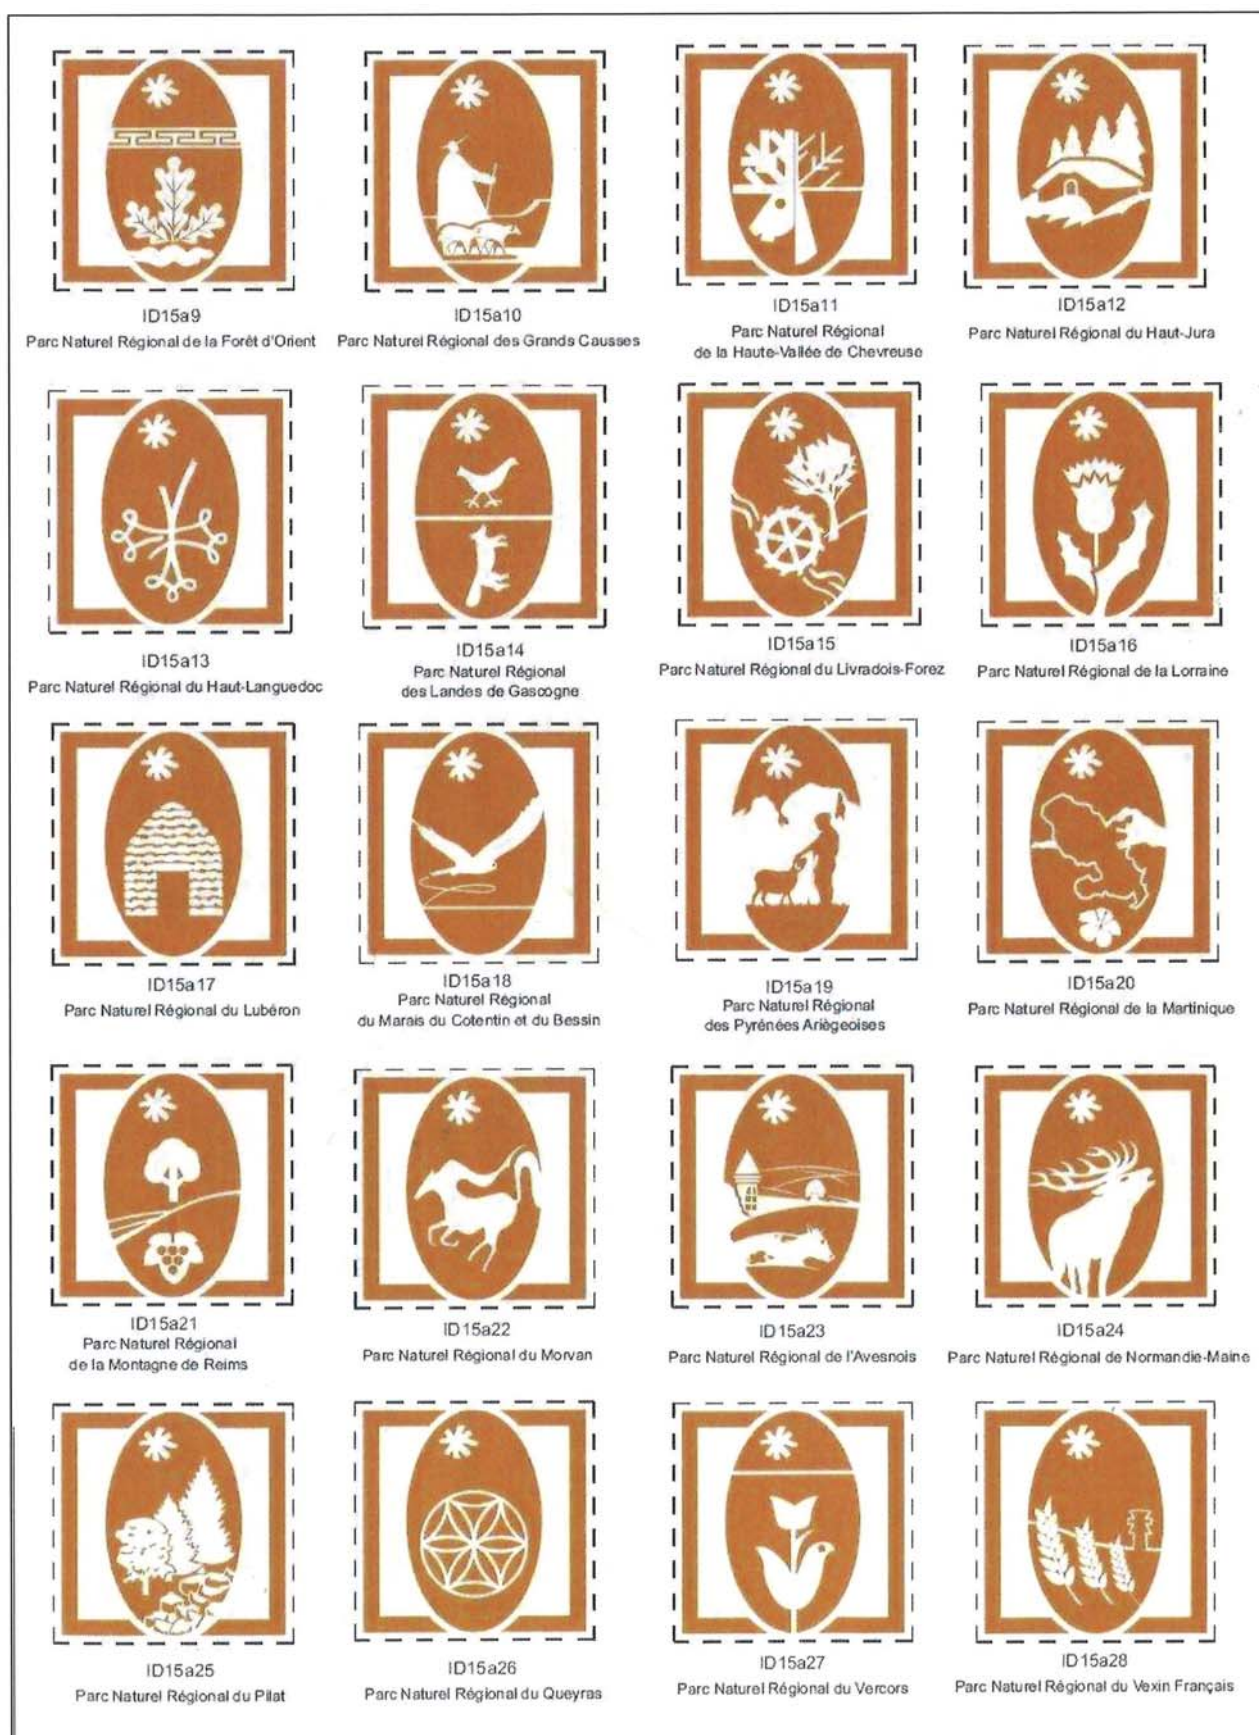 ID15a9
Parc Naturel Régional de la Forêt d'Orient
ID15a10
Parc Naturel Régional des Grands Causses
ID15a11
Parc Naturel Régional
de la Haute-Vallée de Chevreuse
ID15a12
Parc Naturel Régional du Haut-Jura
ID15a13
Parc Naturel Régional du Haut-Languedoc
ID15a14
Parc Naturel Régional
des Landes de Gascogne
ID15a15
Parc Naturel Régional du Livradois-Forez
ID15a16
Parc Naturel Régional de la Lorraine
ID15a17
Parc Naturel Régional du Lubéron
ID15a18
Parc Naturel Régional
du Marais du Cotentin et du Bessin
ID15a19
Parc Naturel Régional
des Pyrénées Ariègeoises
ID15a20
Parc Naturel Régional de la Martinique
ID15a21
Parc Naturel Régional
de la Montagne de Reims
ID15a22
Parc Naturel Régional du Morvan
ID15a23
Parc Naturel Régional de l'Avesnois
ID15a24
Parc Naturel Régional de Normandie-Maine
ID15a25
Parc Naturel Régional du Pilat
ID15a26
Parc Naturel Régional du Queyras
ID15a27
Parc Naturel Régional du Vercors
ID15a28
Parc Naturel Régional du Vexin Français